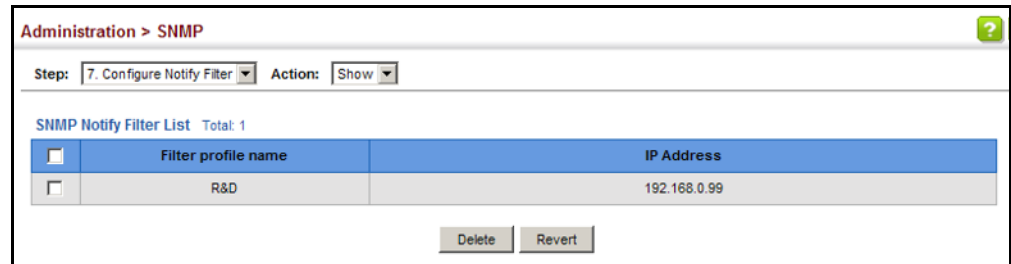 Administration > SNMP
?
Step: 7. Configure Notify Filter Action: Show
SNMP Notify Filter List Total: 1
Filter profile name IP Address
R&D 192.168.0.99
Delete Revert